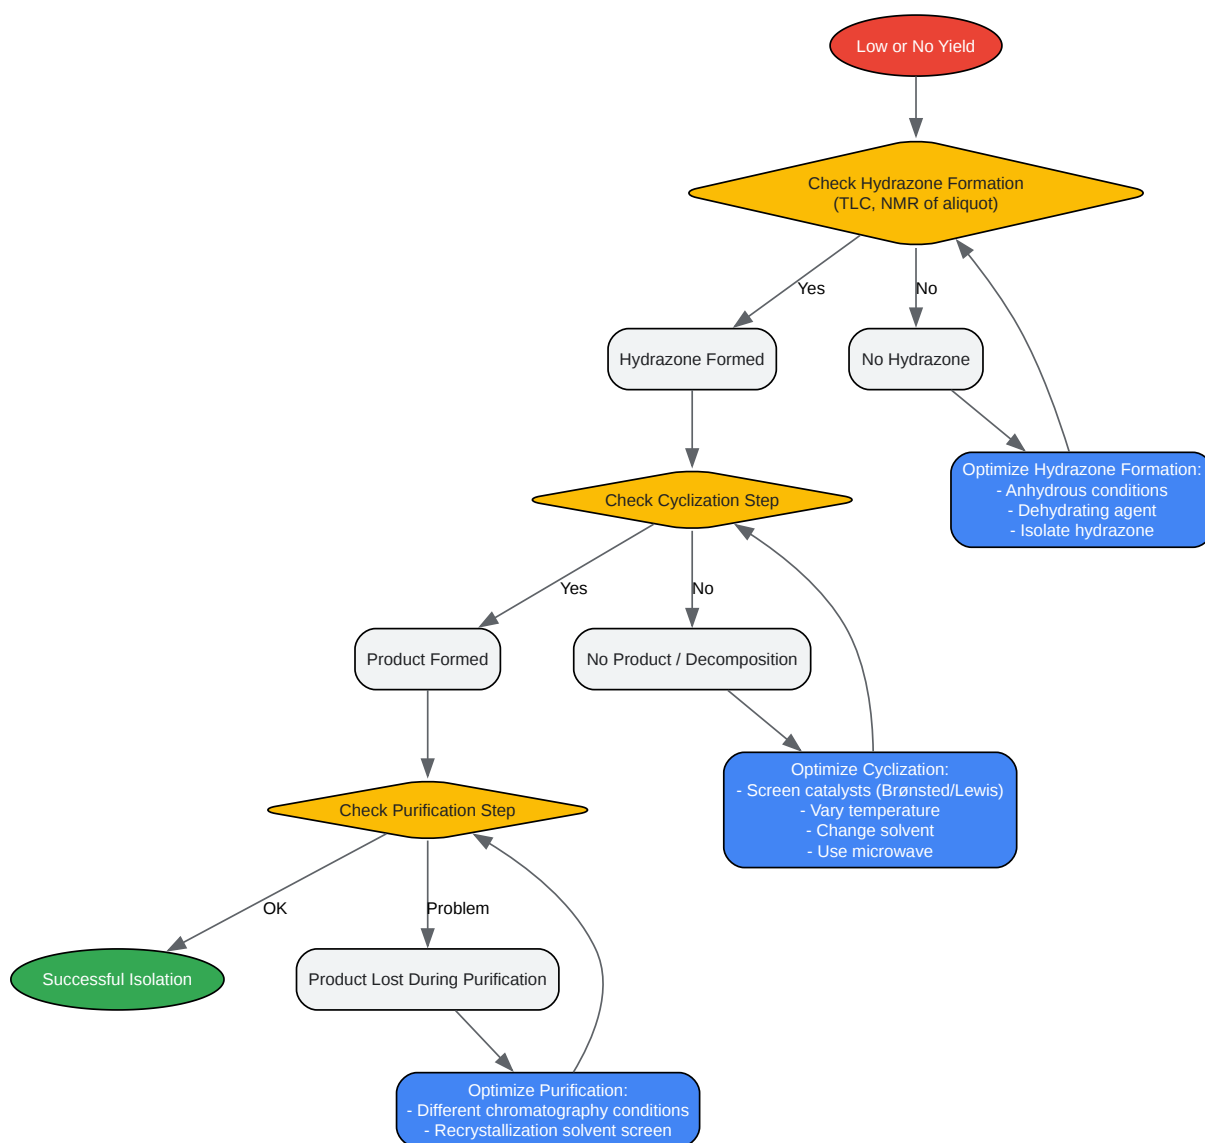 Low or No Yield
Check Hydrazone Formation
(TLC, NMR of aliquot)
Yes
No
Hydrazone Formed
No Hydrazone
Optimize Hydrazone Formation:
- Anhydrous conditions
- Dehydrating agent
- Isolate hydrazone
Check Cyclization Step
Yes
No
Product Formed
No Product / Decomposition
Optimize Cyclization:
- Screen catalysts (Brønsted/Lewis)
- Vary temperature
- Change solvent
- Use microwave
Check Purification Step
OK
Problem
Successful Isolation
Product Lost During Purification
Optimize Purification:
- Different chromatography conditions
- Recrystallization solvent screen